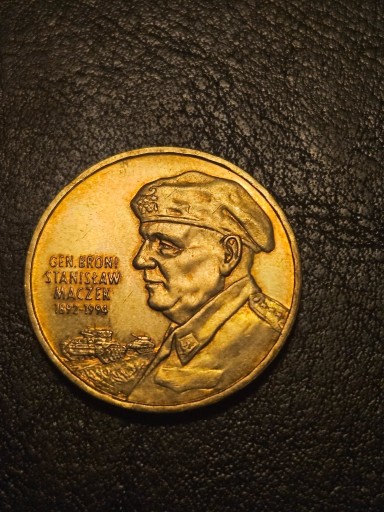 GEN. BRONI
STANISŁAW
MACZEK
1892-1994